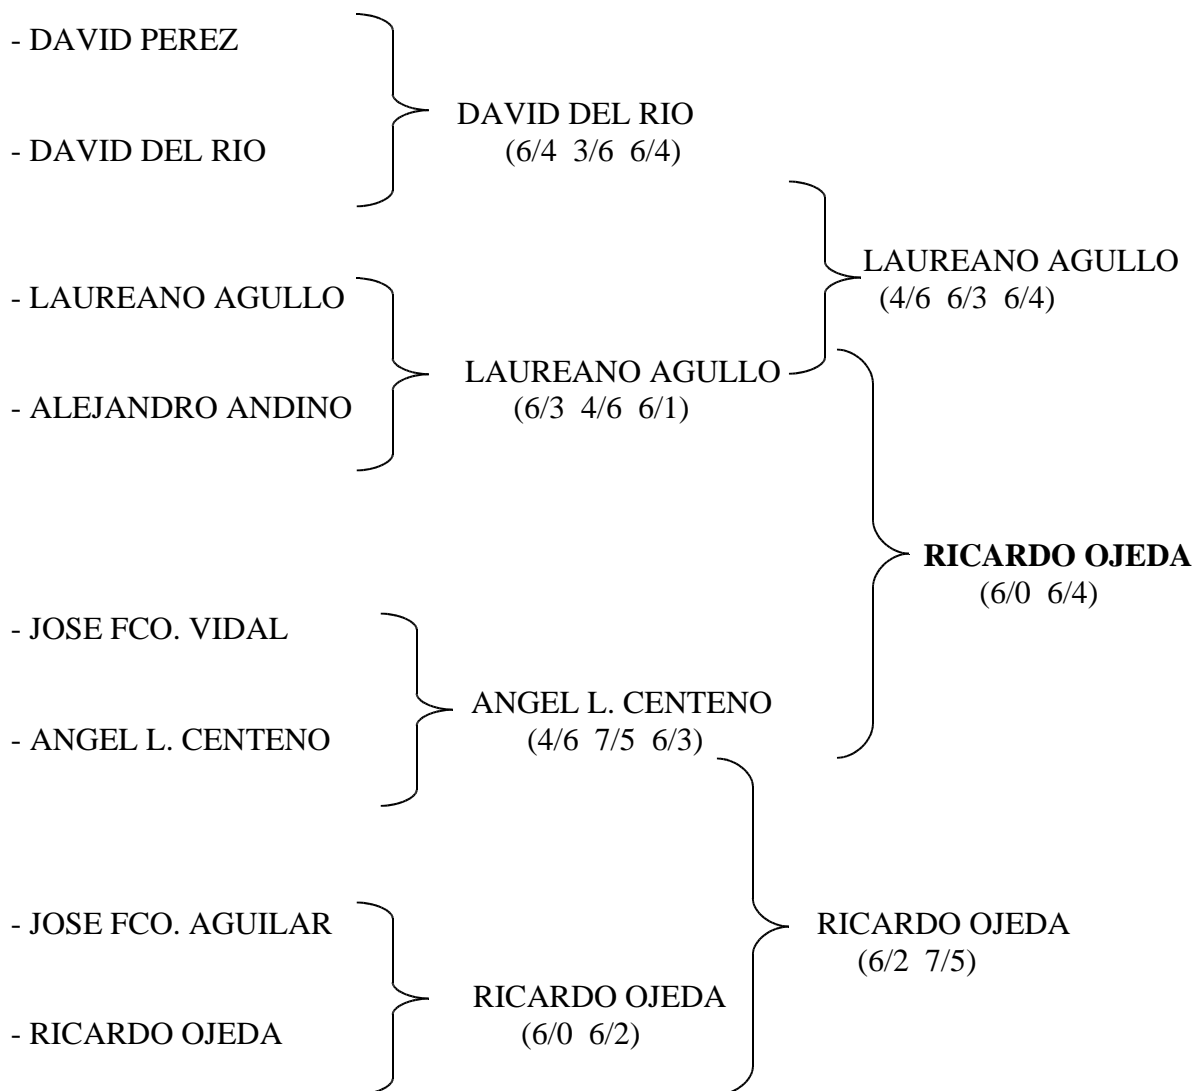 - DAVID PEREZ
DAVID DEL RIO
- DAVID DEL RIO
(6/4 3/6 6/4)
LAUREANO AGULLO
- LAUREANO AGULLO
(4/6 6/3 6/4)
LAUREANO AGULLO
- ALEJANDRO ANDINO
(6/3 4/6 6/1)
RICARDO OJEDA
(6/0 6/4)
- JOSE FCO. VIDAL
ANGEL L. CENTENO
- ANGEL L. CENTENO
(4/6 7/5 6/3)
- JOSE FCO. AGUILAR
RICARDO OJEDA
(6/2 7/5)
RICARDO OJEDA
- RICARDO OJEDA
(6/0 6/2)